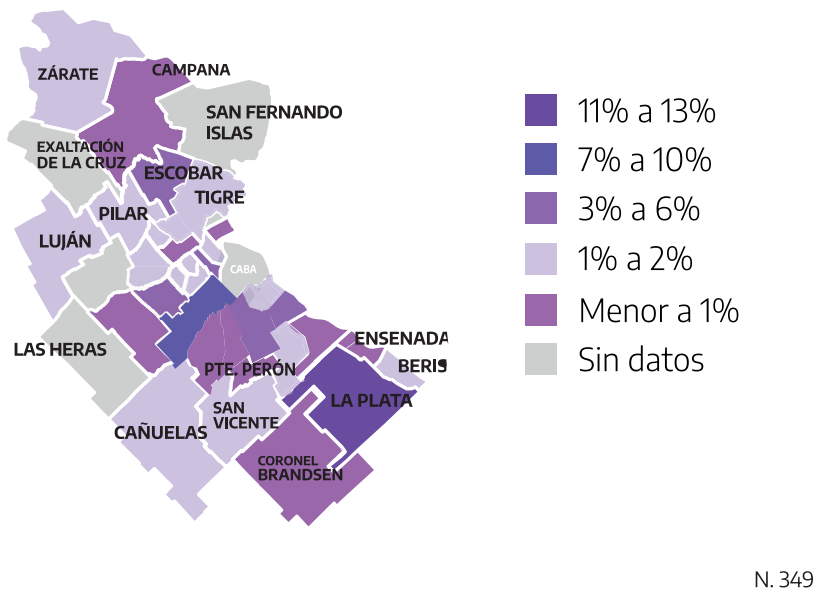 ZÁRATE
CAMPANA
SAN FERNANDO
ISLAS
EXALTACIÓN
DE LA CRUZ
ESCOBAR
TIGRE
PILAR
LUJÁN
CABA
LAS HERAS
PTE. PERÓN
ENSENADA
BERIS
LA PLATA
SAN
VICENTE
CAÑUELAS
CORONEL
BRANDSEN
11% a 13%
7% a 10%
3% a 6%
1% a 2%
Menor a 1%
Sin datos
N. 349